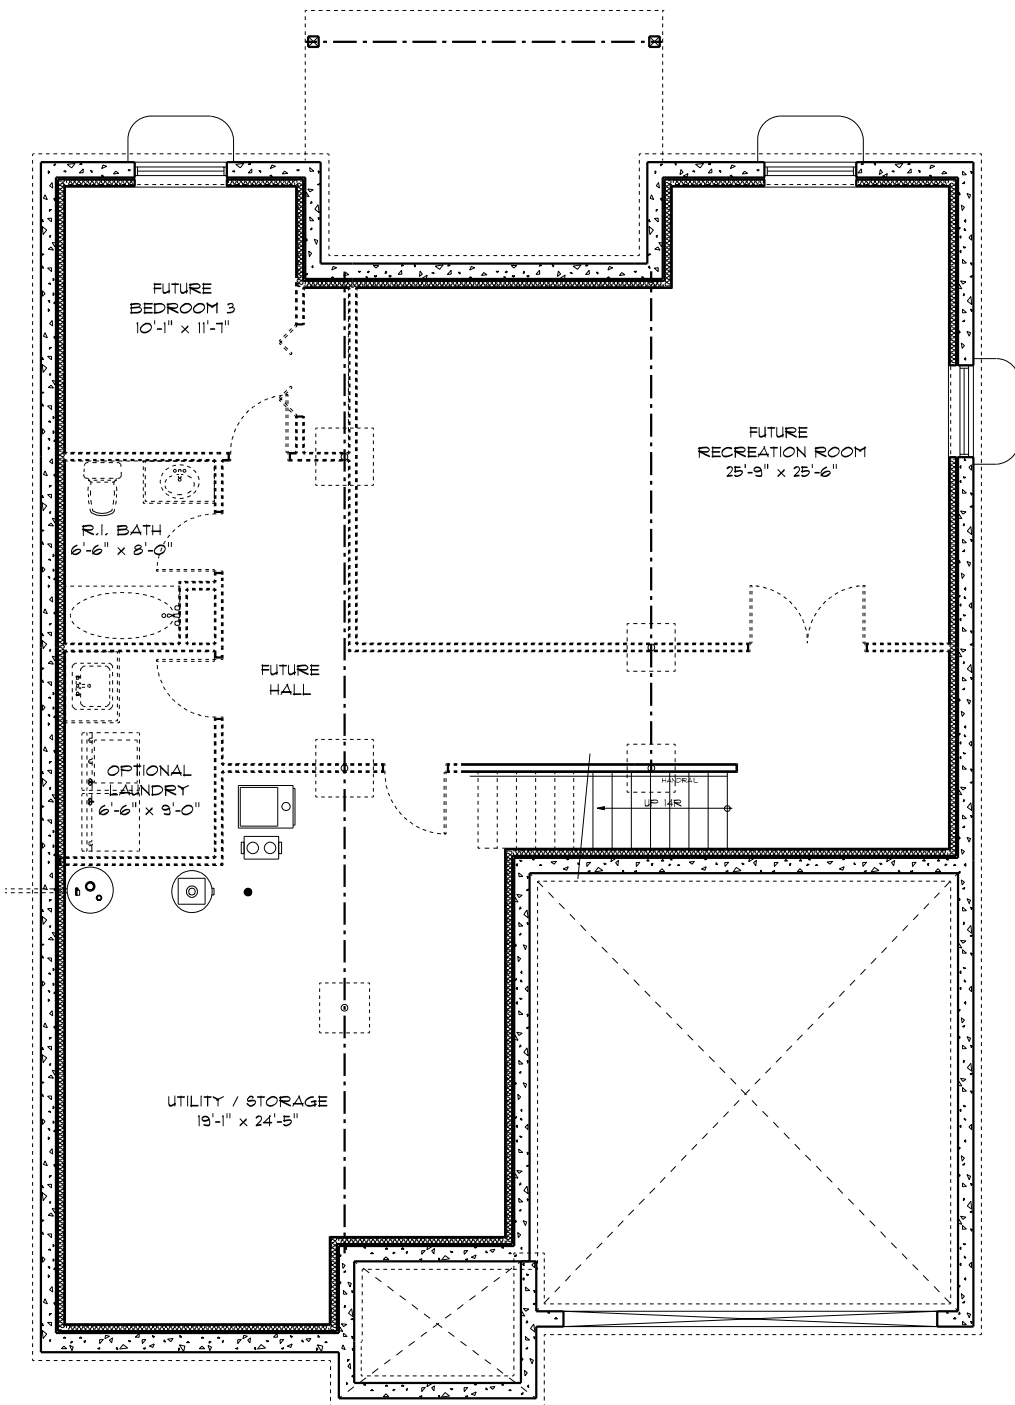 FUTURE
BEDROOM 3
10'-1" x 11'-7"
FUTURE
RECREATION ROOM
25'-9" x 25'-6"
R.I. BATH
6'-6" x 8'-0"
FUTURE
HALL
OPTIONAL
LAUNDRY
6'-6" x 9'-0"
HANDRAIL
UP 14R
UTILITY / STORAGE
19'-1" x 24'-5"